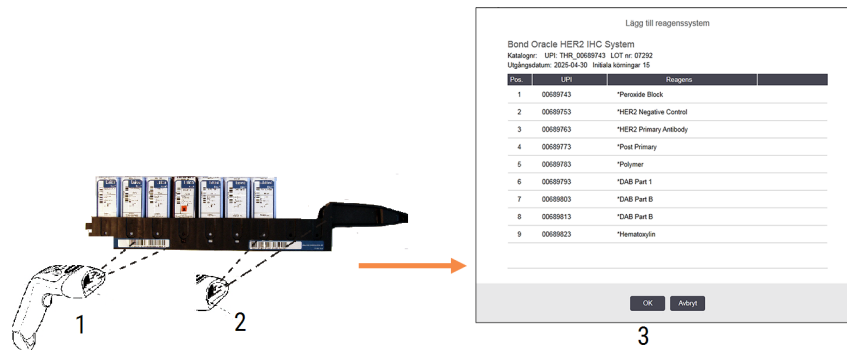 Lägg till reagenssystem
Bond Oracle HER2 IHC System
Katalognr: UPI: THR_00689743 LOT nr: 07292
Utgångsdatum: 2025-04-30 Initiala körningar 15
Pos. UPI Reagens
1 00689743 *Peroxide Block
2 00689753 *HER2 Negative Control
3 00689763 *HER2 Primary Antibody
4 00689773 *Post Primary
5 00689783 *Polymer
6 00689793 *DAB Part 1
7 00689803 *DAB Part B
8 00689813 *DAB Part B
9 00689823 *Hematoxylin
OK Avbryt
1
2
3